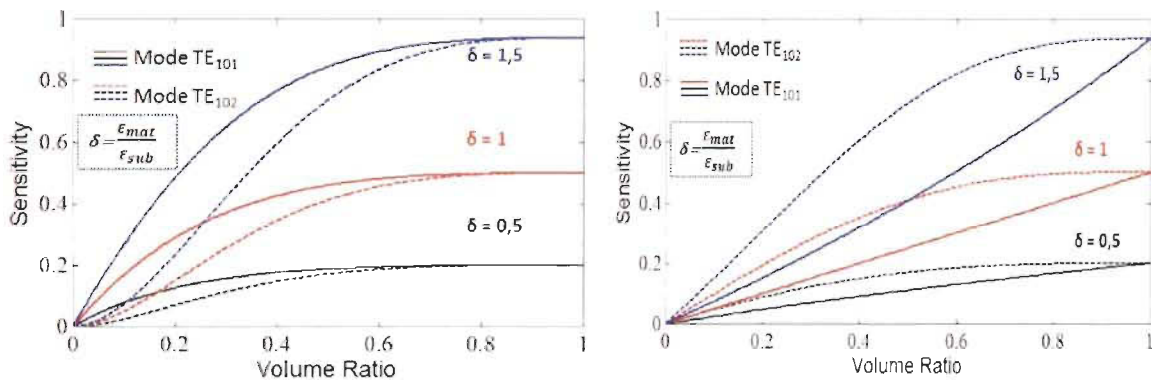 1
0.8
0.6
0.4
0.2
0
Sensitivity
Mode TE101
Mode TE102
δ=εmat/εsub
δ = 1,5
δ = 1
δ = 0,5
0 0.2 0.4 0.6 0.8 1
Volume Ratio
1
0.8
0.6
0.4
0.2
0
Sensitivity
Mode TE102
Mode TE101
δ=εmat/εsub
δ = 1,5
δ = 1
δ = 0,5
0 0.2 0.4 0.6 0.8 1
Volume Ratio